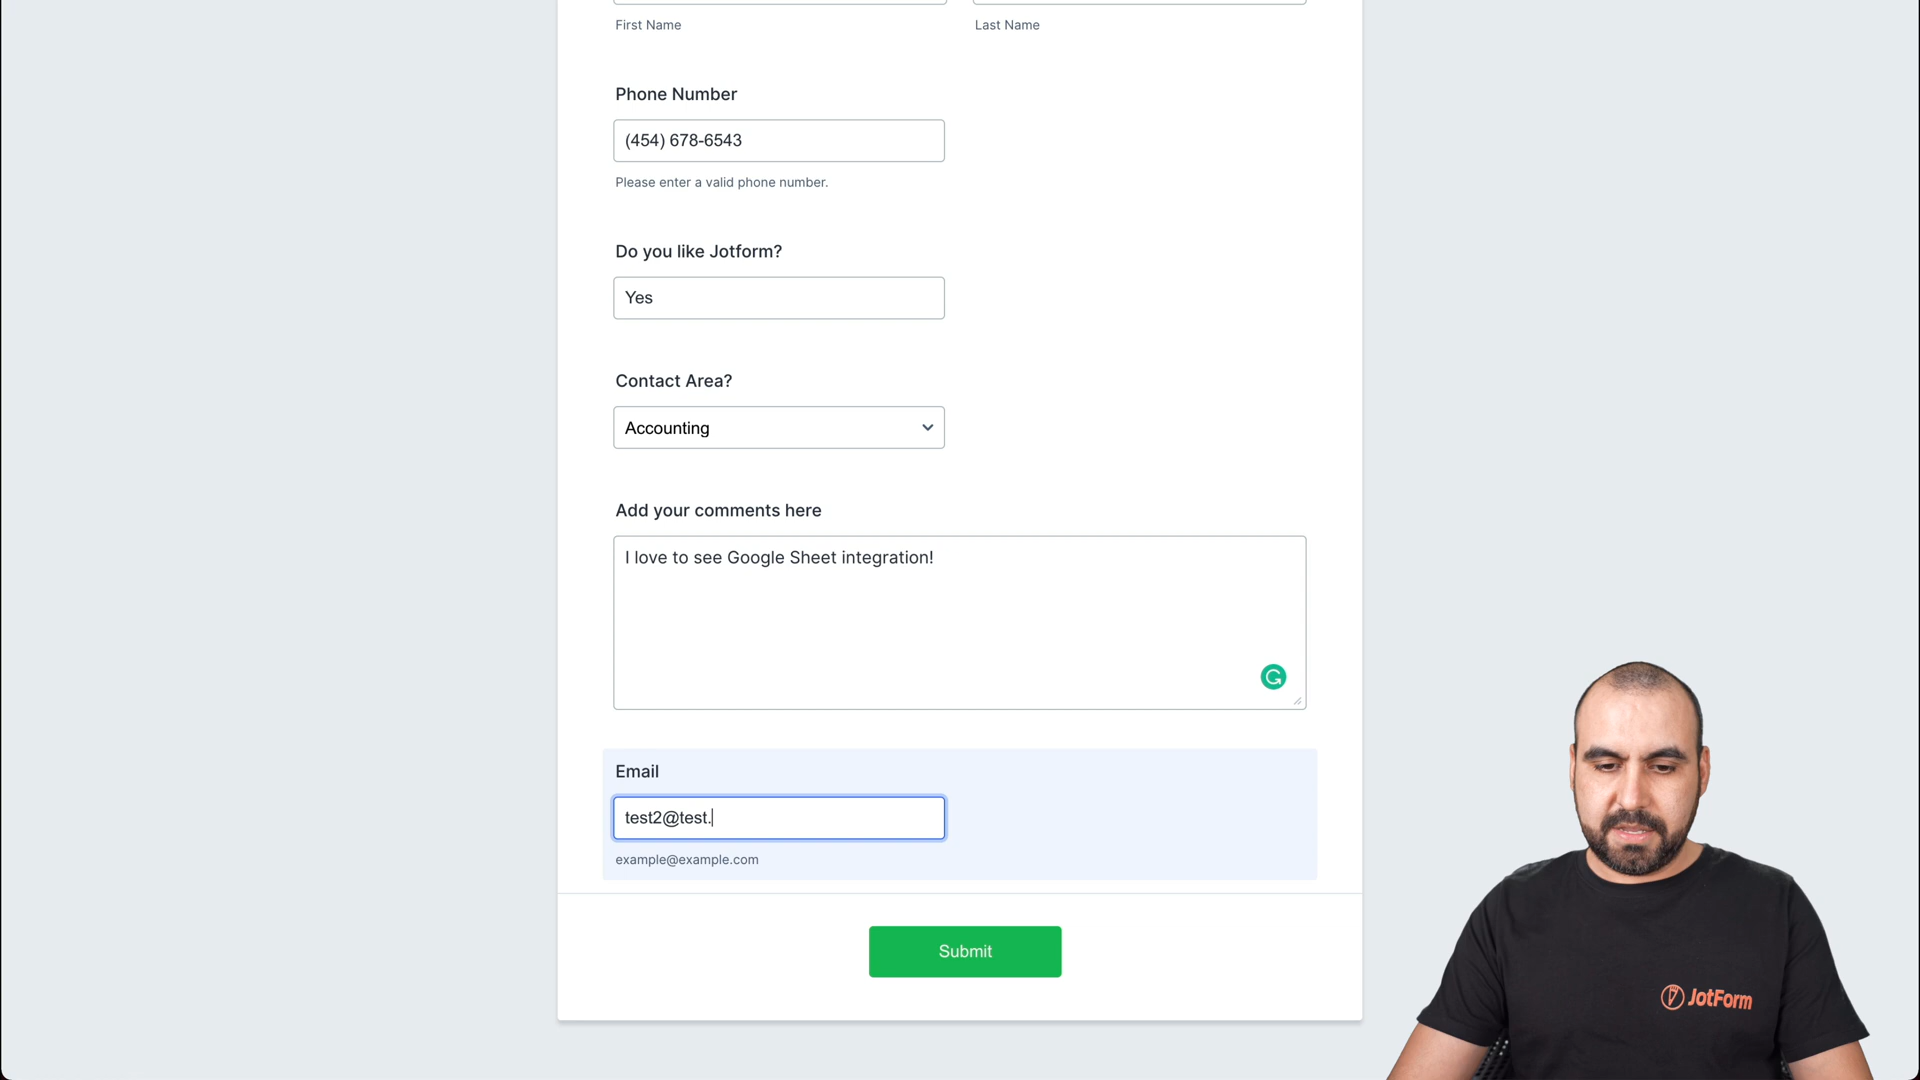 First Name
Last Name
Phone Number
(454) 678-6543
Please enter a valid phone number.
Do you like Jotform?
Yes
Contact Area?
Accounting
Add your comments here
I love to see Google Sheet integration!
Email
test2@test.
example@example.com
Submit
JotForm